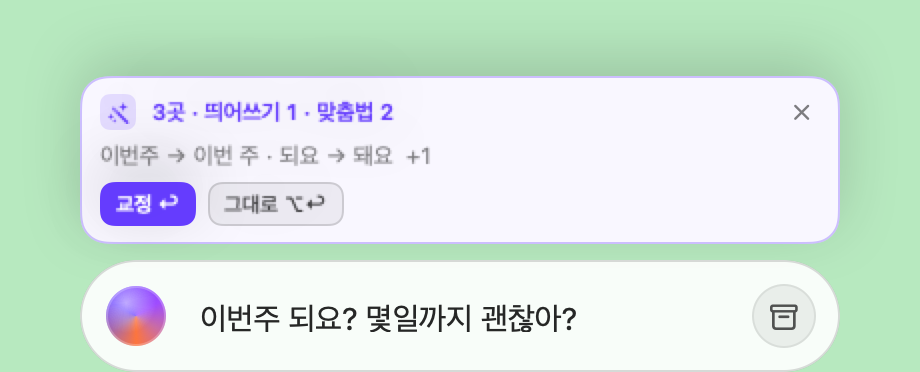 3곳 · 띄어쓰기 1 · 맞춤법 2
이번주 → 이번 주 · 되요 → 돼요 +1
교정 ↩ 그대로 ⌥↩
이번주 되요? 몇일까지 괜찮아?